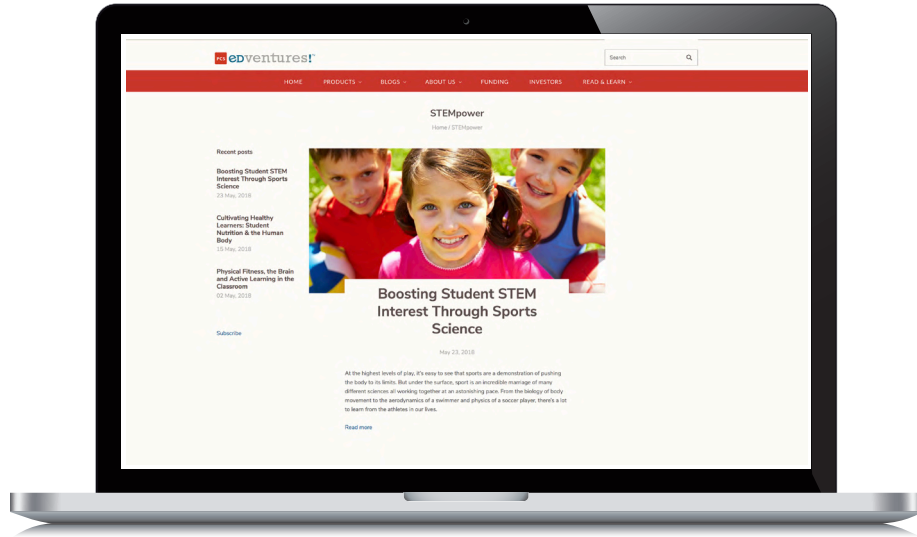 PCS edventures!™
Search
HOME PRODUCTS BLOGS ABOUT US FUNDING INVESTORS READ & LEARN
STEMpower
Home / STEMpower
Recent posts
Boosting Student STEM
Interest Through Sports
Science
23 May, 2018
Cultivating Healthy
Learners: Student
Nutrition & the Human
Body
15 May, 2018
Physical Fitness, the Brain
and Active Learning in the
Classroom
02 May, 2018
Subscribe
Boosting Student STEM
Interest Through Sports
Science
May 23, 2018
At the highest levels of play, it's easy to see that sports are a demonstration of pushing
the body to its limits. But under the surface, sport is an incredible marriage of many
different sciences all working together at an astonishing pace. From the biology of body
movement to the aerodynamics of a swimmer and physics of a soccer player, there's a lot
to learn from the athletes in our lives.
Read more